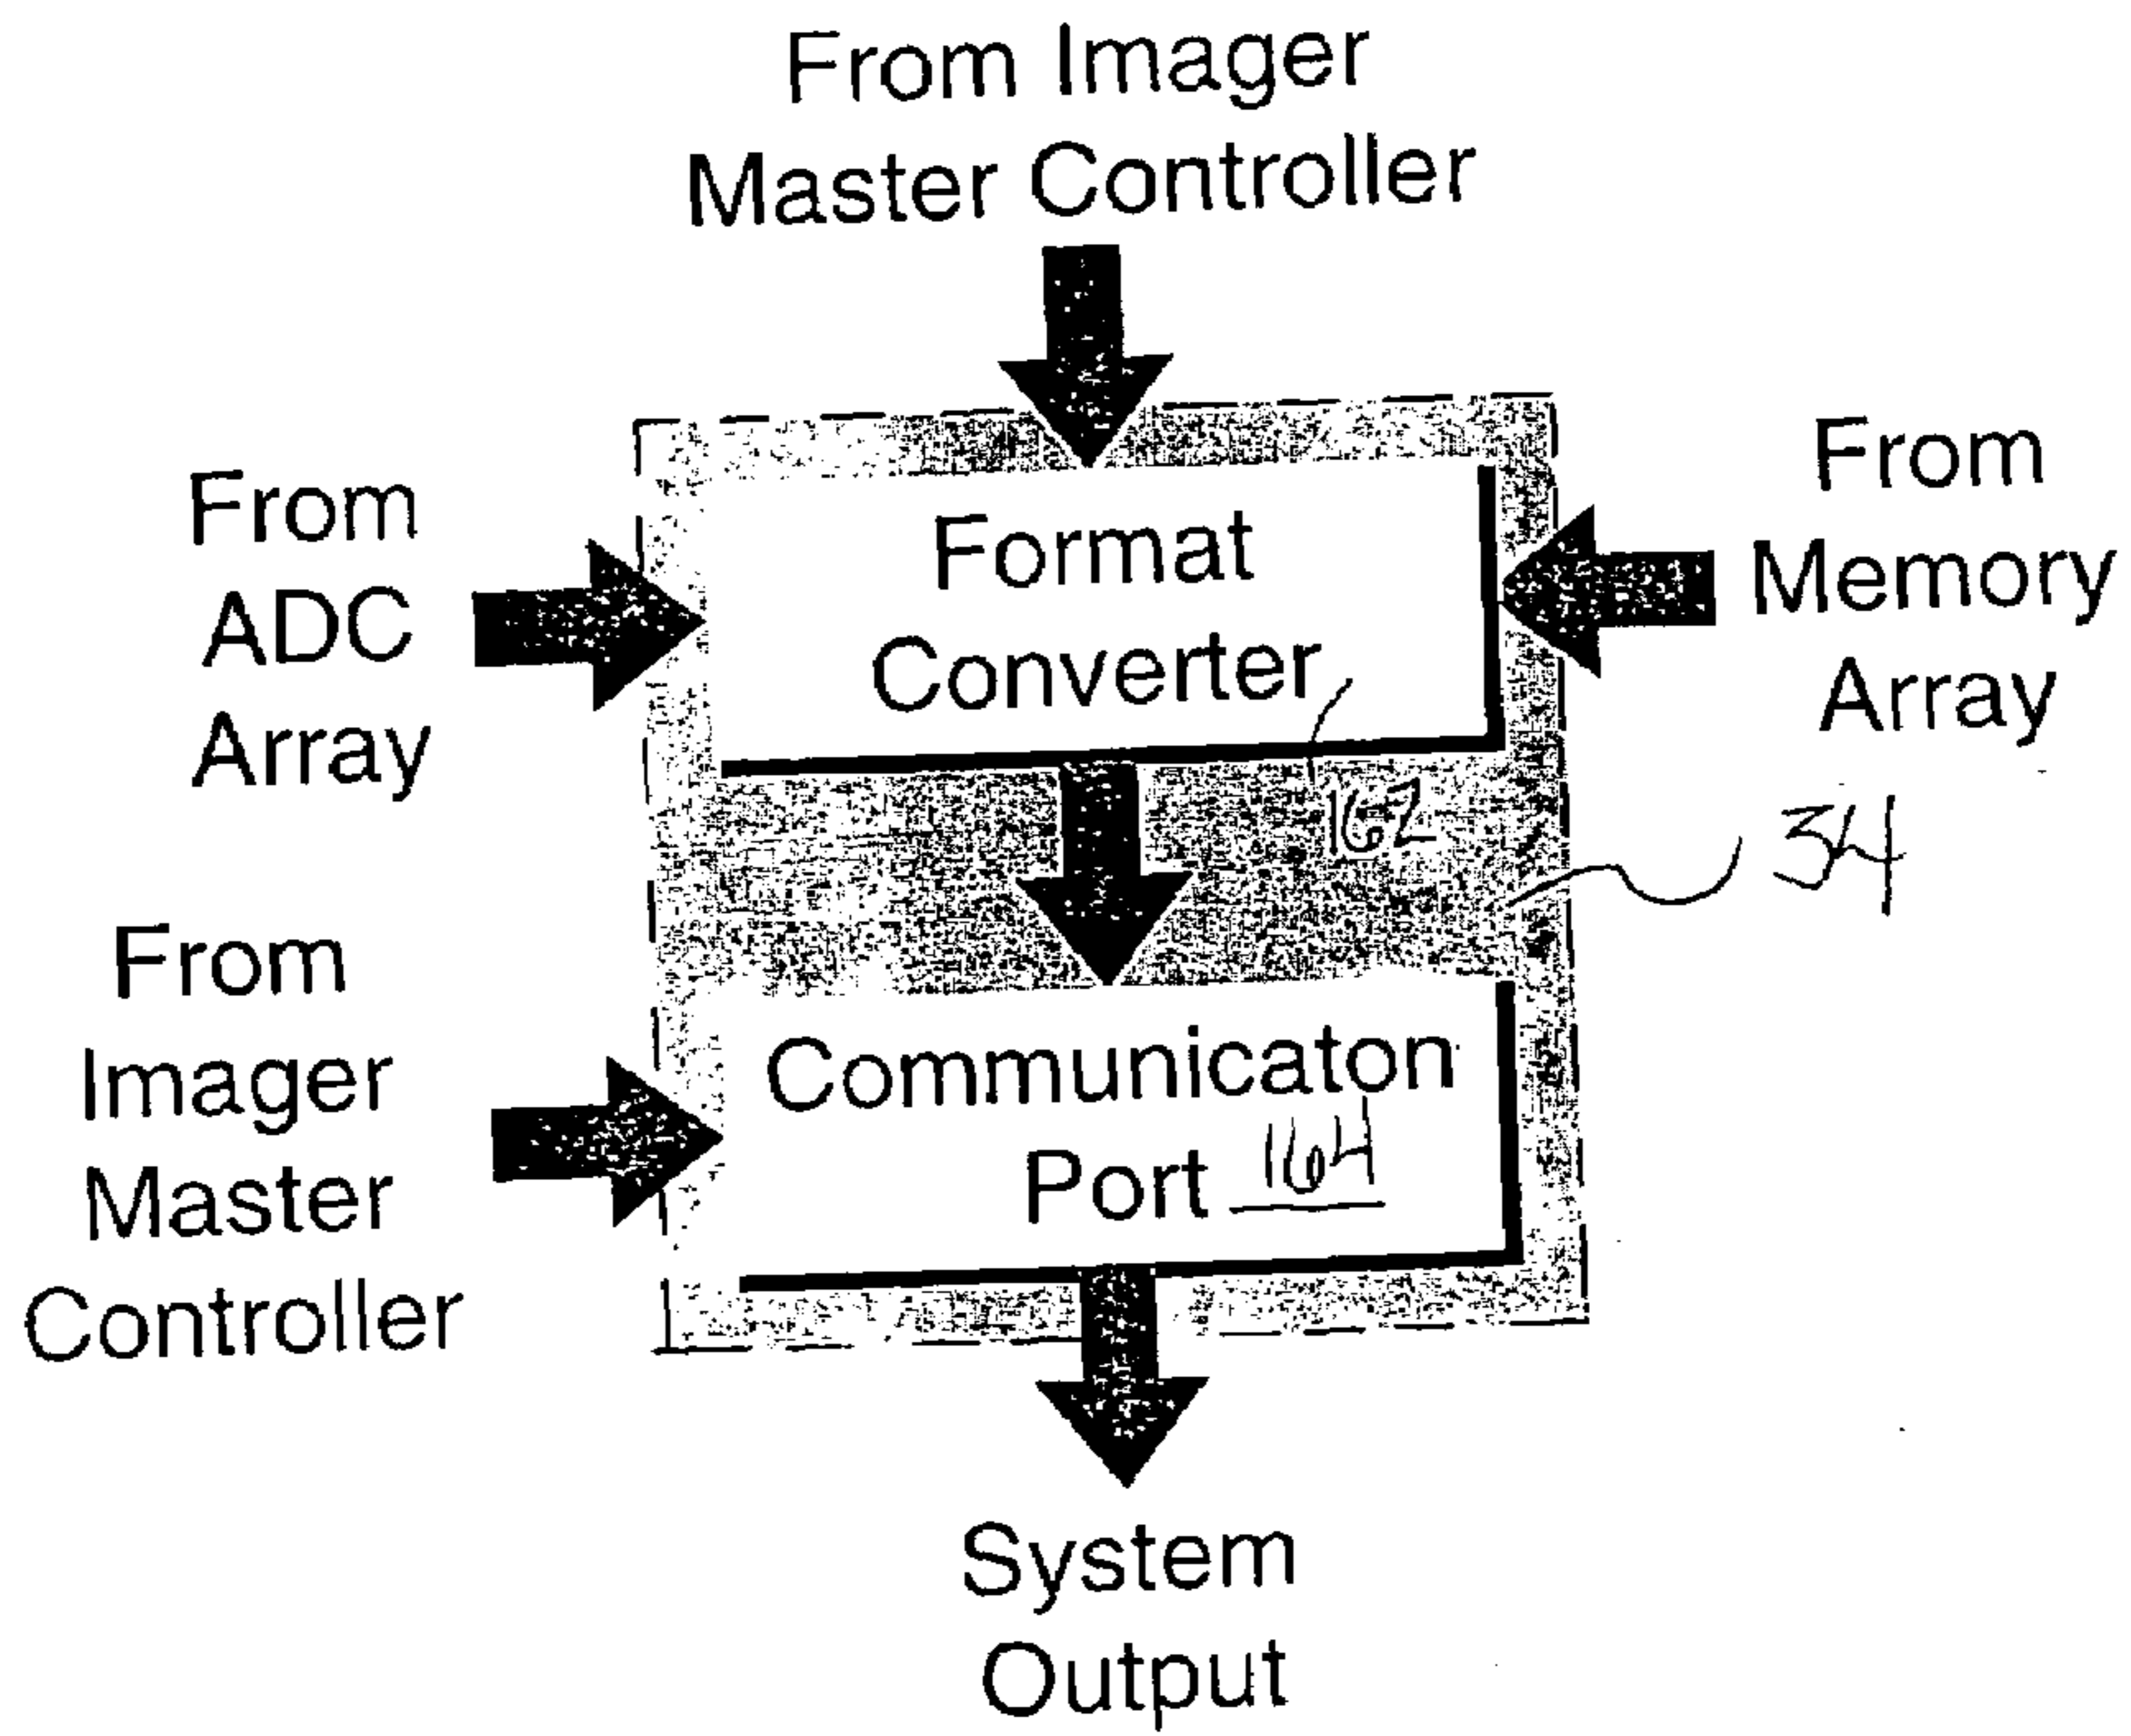 From Imager
Master Controller
From
ADC
Array
Format
Converter
From
Memory
Array
162
34
From
Imager
Master
Controller
Communicaton
Port 164
System
Output